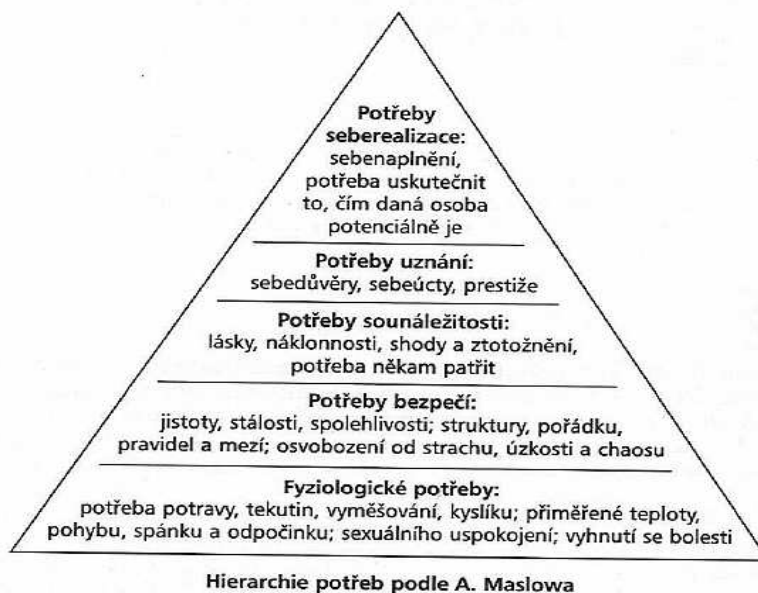 Potřeby
seberealizace:
sebenaplnění,
potřeba uskutečnit
to, čím daná osoba
potenciálně je
Potřeby uznání:
sebedůvěry, sebeúcty, prestiže
Potřeby sounáležitosti:
lásky, náklonnosti, shody a ztotožnění,
potřeba někam patřit
Potřeby bezpečí:
jistoty, stálosti, spolehlivosti; struktury, pořádku,
pravidel a mezí; osvobození od strachu, úzkosti a chaosu
Fyziologické potřeby:
potřeba potravy, tekutin, vyměšování, kyslíku; přiměřené teploty,
pohybu, spánku a odpočinku; sexuálního uspokojení; vyhnutí se bolesti
Hierarchie potřeb podle A. Maslowa